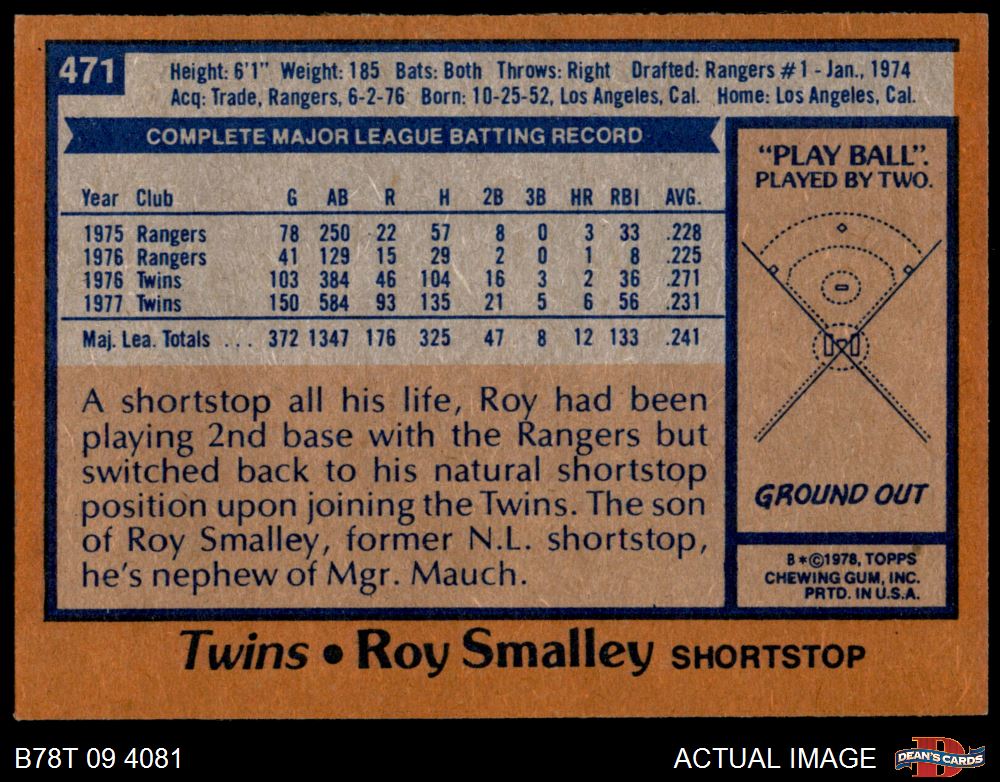 471
Height: 6'1" Weight: 185 Bats: Both Throws: Right Drafted: Rangers #1 - Jan., 1974
Acq: Trade, Rangers, 6-2-76 Born: 10-25-52, Los Angeles, Cal. Home: Los Angeles, Cal.
COMPLETE MAJOR LEAGUE BATTING RECORD
Year Club G AB R H 2B 3B HR RBI AVG.
1975 Rangers 78 250 22 57 8 0 3 33 .228
1976 Rangers 41 129 15 29 2 0 1 8 .225
1976 Twins 103 384 46 104 16 3 2 36 .271
1977 Twins 150 584 93 135 21 5 6 56 .231
Maj. Lea. Totals ... 372 1347 176 325 47 8 12 133 .241
A shortstop all his life, Roy had been
playing 2nd base with the Rangers but
switched back to his natural shortstop
position upon joining the Twins. The son
of Roy Smalley, former N.L. shortstop,
he's nephew of Mgr. Mauch.
"PLAY BALL".
PLAYED BY TWO.
GROUND OUT
B*©1978, TOPPS
CHEWING GUM, INC.
PRTD. IN U.S.A.
Twins • Roy Smalley SHORTSTOP
B78T 09 4081
ACTUAL IMAGE
D
DEAN'S CARDS